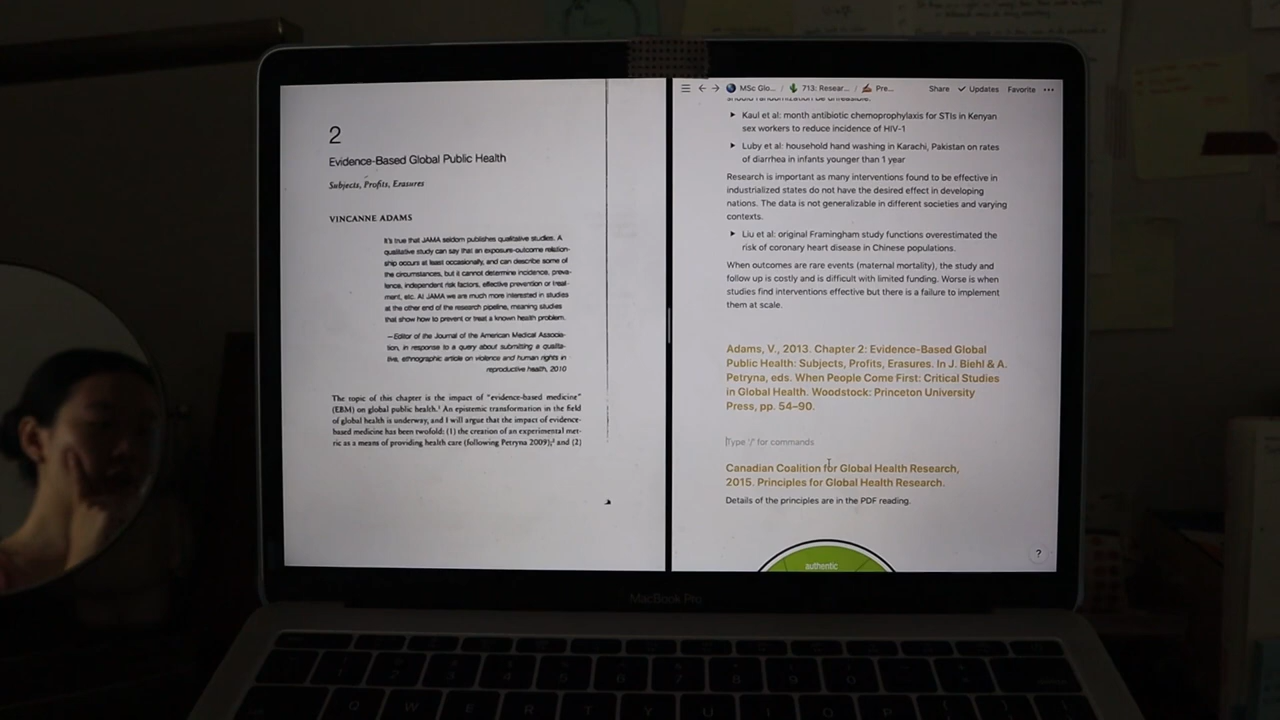 2
Evidence-Based Global Public Health
Subjects, Profits, Erasures
VINCANNE ADAMS
It's true that JAMA seldom publishes qualitative studies. A
qualitative study can say that an exposure-outcome relation-
ship occurs at least occasionally, and can describe some of
the circumstances, but it cannot determine incidence, preva-
lence, independent risk factors, effective prevention or treat-
ment, etc. At JAMA we are much more interested in studies
at the other end of the research pipeline, meaning studies
that show how to prevent or treat a known health problem.
—Editor of the Journal of the American Medical Associa-
tion, in response to a query about submitting a qualita-
tive, ethnographic article on violence and human rights in
reproductive health, 2010
The topic of this chapter is the impact of "evidence-based medicine"
(EBM) on global public health.¹ An epistemic transformation in the field
of global health is underway, and I will argue that the impact of evidence-
based medicine has been twofold: (1) the creation of an experimental met-
ric as a means of providing health care (following Petryna 2009);² and (2)
MSc Glo... / 713: Resear... / Pre...
Share Updates Favorite
should randomization be unfeasible.
Kaul et al: month antibiotic chemoprophylaxis for STIs in Kenyan
sex workers to reduce incidence of HIV-1
Luby et al: household hand washing in Karachi, Pakistan on rates
of diarrhea in infants younger than 1 year
Research is important as many interventions found to be effective in
industrialized states do not have the desired effect in developing
nations. The data is not generalizable in different societies and varying
contexts.
Liu et al: original Framingham study functions overestimated the
risk of coronary heart disease in Chinese populations.
When outcomes are rare events (maternal mortality), the study and
follow up is costly and is difficult with limited funding. Worse is when
studies find interventions effective but there is a failure to implement
them at scale.
Adams, V., 2013. Chapter 2: Evidence-Based Global
Public Health: Subjects, Profits, Erasures. In J. Biehl & A.
Petryna, eds. When People Come First: Critical Studies
in Global Health. Woodstock: Princeton University
Press, pp. 54–90.
Type '/' for commands
Canadian Coalition for Global Health Research,
2015. Principles for Global Health Research.
Details of the principles are in the PDF reading.
authentic
?
MacBook Pro